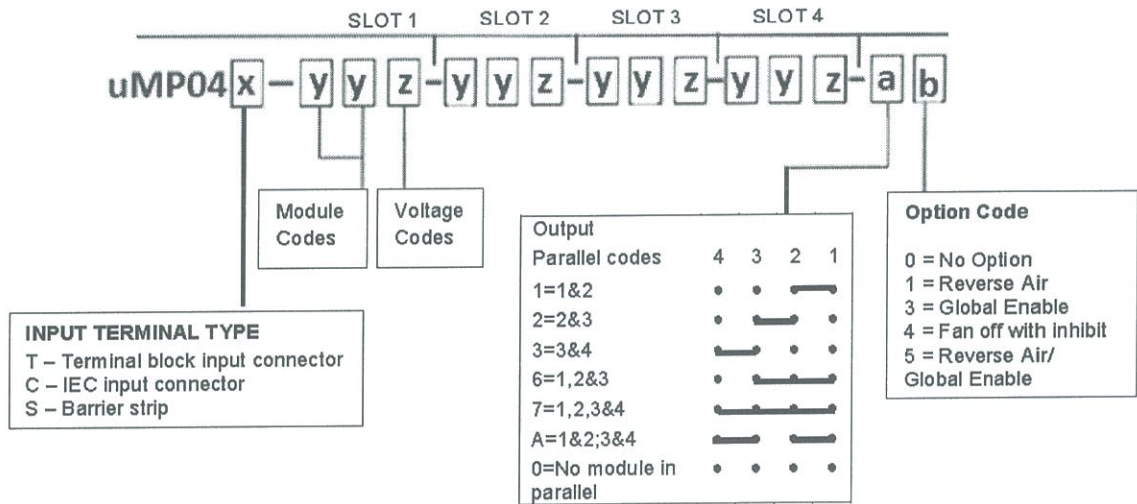 SLOT 1 SLOT 2 SLOT 3 SLOT 4
uMP04 x - y y z - y y z - y y z - y y z - a b
Module
Codes
Voltage
Codes
INPUT TERMINAL TYPE
T – Terminal block input connector
C – IEC input connector
S – Barrier strip
Output
Parallel codes 4 3 2 1
1=1&2
2=2&3
3=3&4
6=1,2&3
7=1,2,3&4
A=1&2;3&4
0=No module in
parallel
Option Code
0 = No Option
1 = Reverse Air
3 = Global Enable
4 = Fan off with inhibit
5 = Reverse Air/
Global Enable